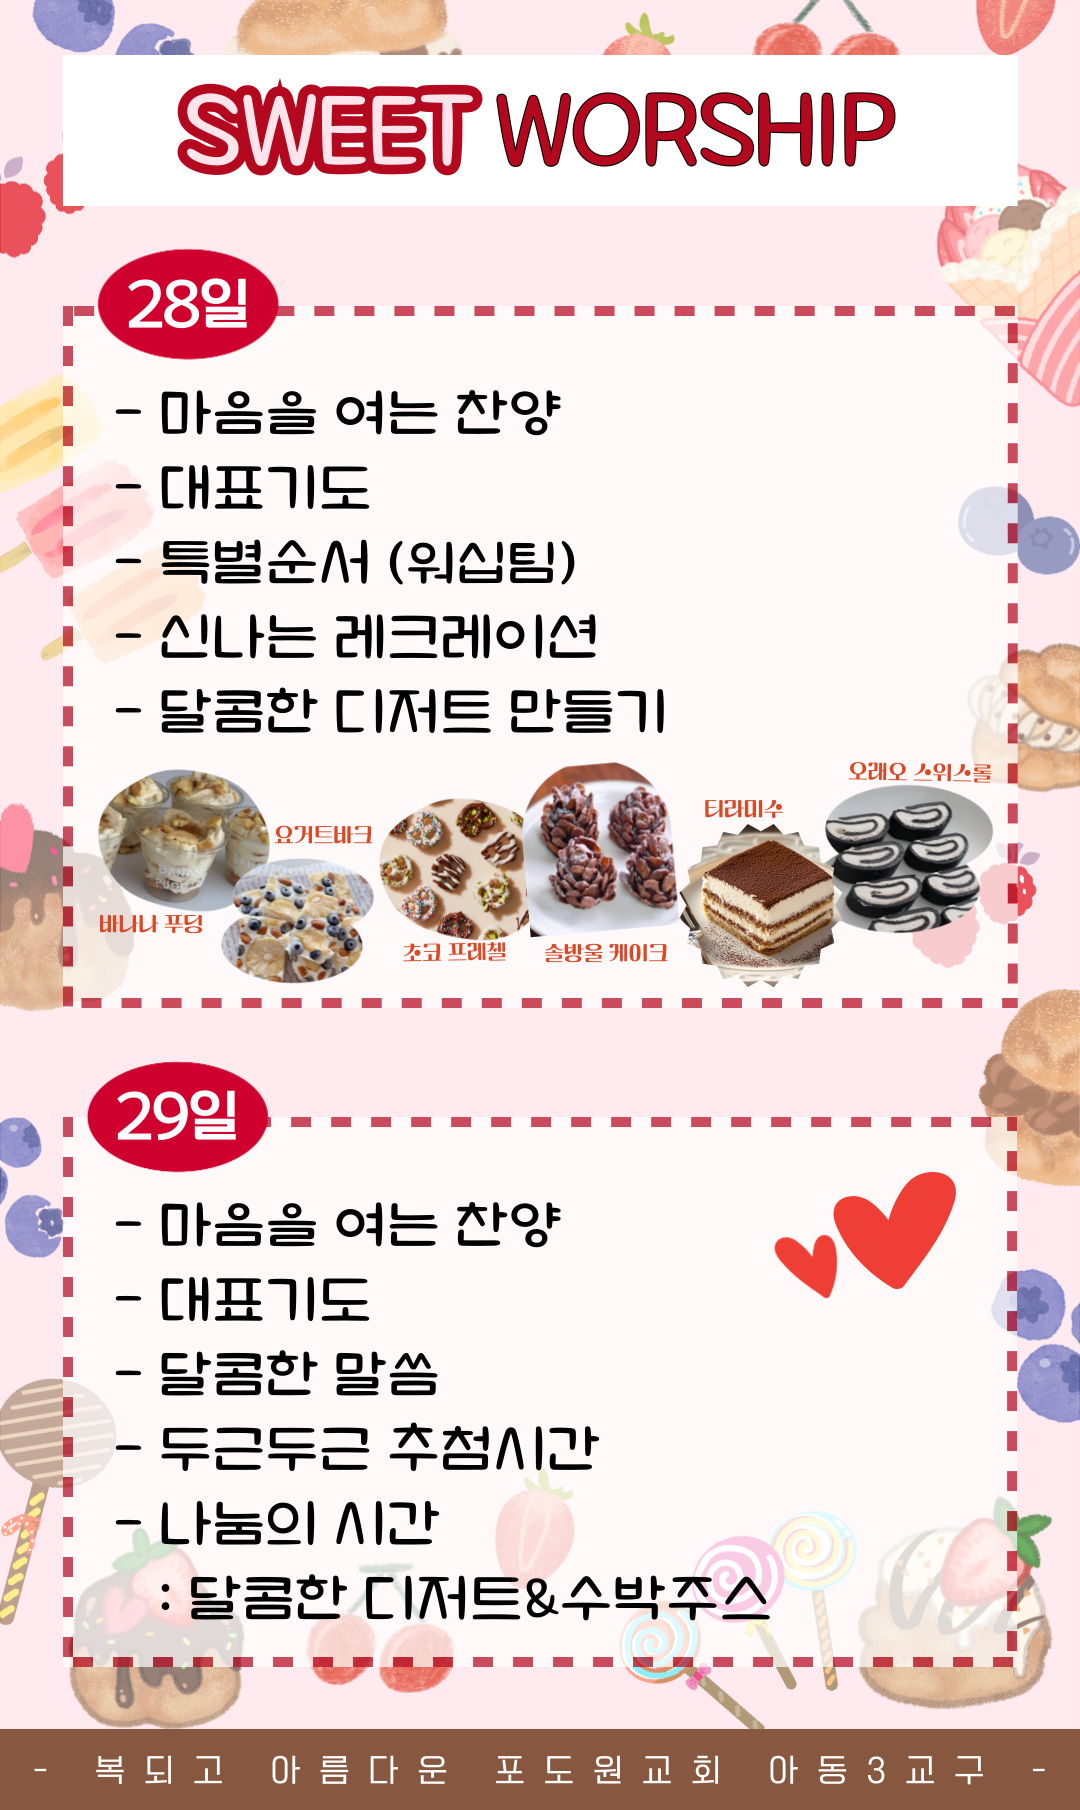 SWEET WORSHIP
28일
- 마음을 여는 찬양
- 대표기도
- 특별순서 (워십팀)
- 신나는 레크레이션
- 달콤한 디저트 만들기
오래오 스위스롤
티라미수
요거트바크
바나나 푸딩
초코 프레첼
솔방울 케이크
BANANA
PUDDING
29일
- 마음을 여는 찬양
- 대표기도
- 달콤한 말씀
- 두근두근 추첨시간
- 나눔의 시간
: 달콤한 디저트&수박주스
- 복되고 아름다운 포도원교회 아동3교구 -